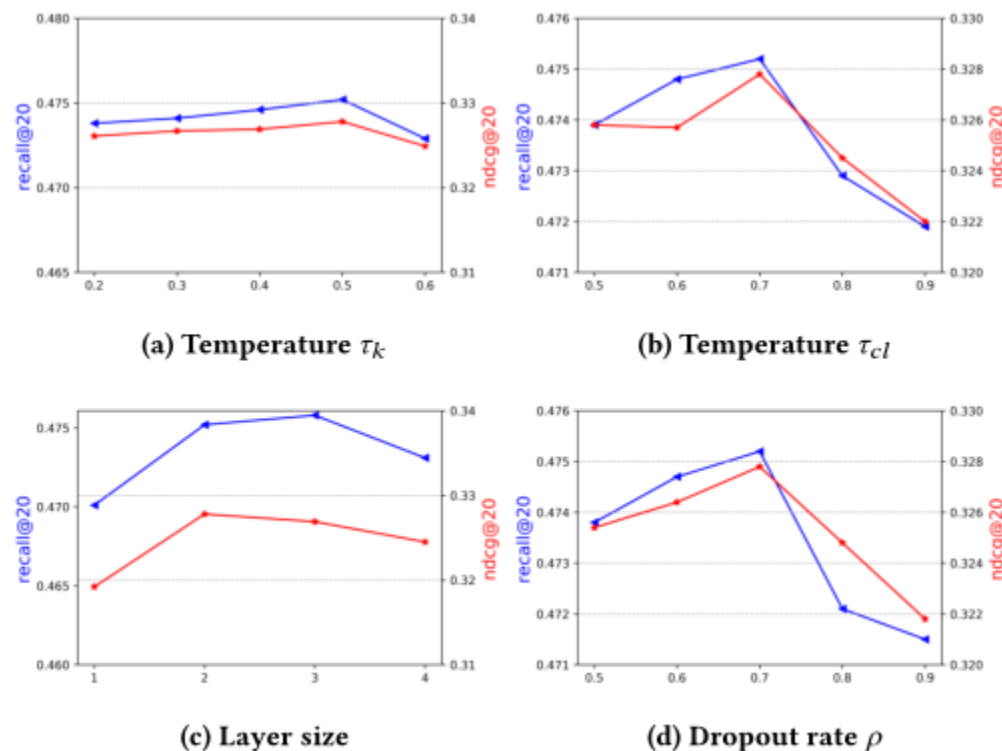 0.480 0.34 0.476 0.330
0.475 0.33 0.475 0.328
0.474 0.326
0.470 0.32 0.473 0.324
0.472 0.322
0.465 0.31 0.471 0.320
recall@20 ndcg@20 recall@20 ndcg@20
0.2 0.3 0.4 0.5 0.6 0.5 0.6 0.7 0.8 0.9
(a) Temperature τk (b) Temperature τcl
0.34 0.476 0.330
0.475 0.475 0.328
0.470 0.33 0.474 0.326
0.465 0.32 0.473 0.324
0.472 0.322
0.460 0.31 0.471 0.320
recall@20 ndcg@20 recall@20 ndcg@20
1 2 3 4 0.5 0.6 0.7 0.8 0.9
(c) Layer size (d) Dropout rate ρ